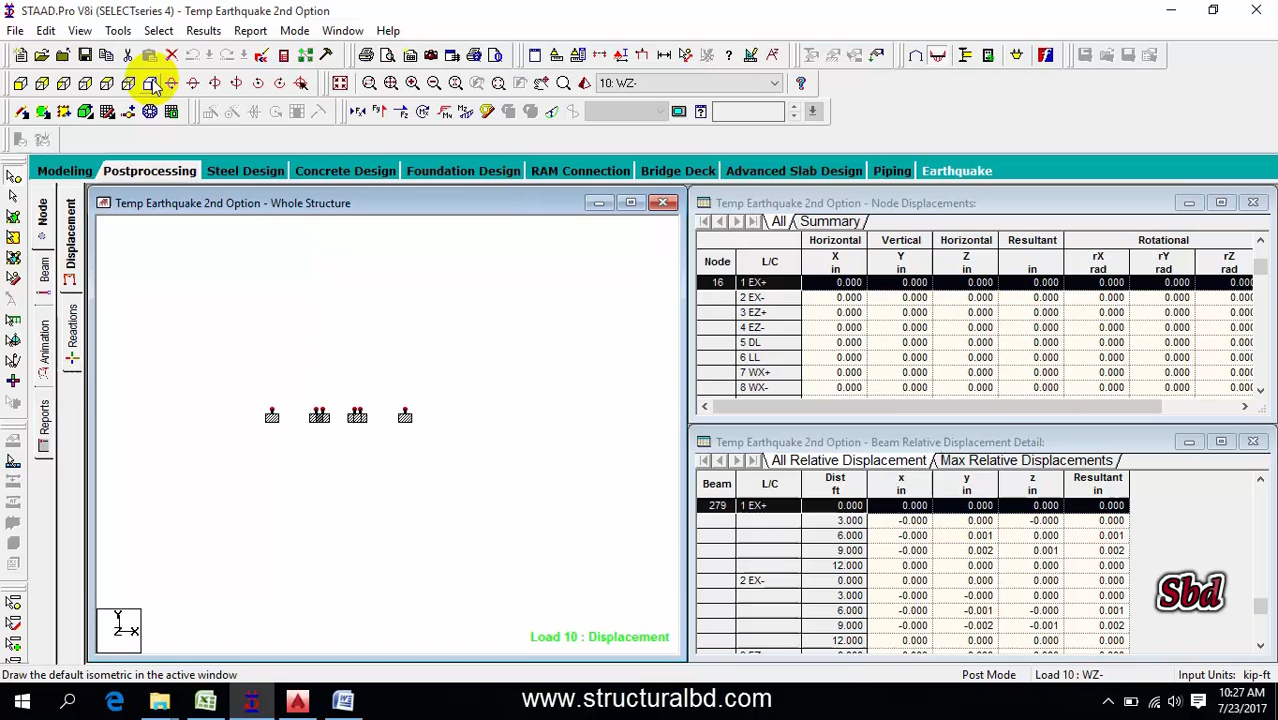 STAAD.Pro V8i (SELECTseries 4) - Temp Earthquake 2nd Option
File Edit View Tools Select Results Report Mode Window Help
10: WZ-
Modeling Postprocessing Steel Design Concrete Design Foundation Design RAM Connection Bridge Deck Advanced Slab Design Piping Earthquake
Node
Beam
Animation
Reports
Displacement
Reactions
Temp Earthquake 2nd Option - Whole Structure
Y
Z X
Load 10 : Displacement
Temp Earthquake 2nd Option - Node Displacements:
All Summary
Horizontal Vertical Horizontal Resultant Rotational
Node L/C X in Y in Z in in rX rad rY rad rZ rad
16 1 EX+ 0.000 0.000 0.000 0.000 0.000 0.000 0.000
2 EX- 0.000 0.000 0.000 0.000 0.000 0.000 0.000
3 EZ+ 0.000 0.000 0.000 0.000 0.000 0.000 0.000
4 EZ- 0.000 0.000 0.000 0.000 0.000 0.000 0.000
5 DL 0.000 0.000 0.000 0.000 0.000 0.000 0.000
6 LL 0.000 0.000 0.000 0.000 0.000 0.000 0.000
7 WX+ 0.000 0.000 0.000 0.000 0.000 0.000 0.000
8 WX- 0.000 0.000 0.000 0.000 0.000 0.000 0.000
Temp Earthquake 2nd Option - Beam Relative Displacement Detail:
All Relative Displacement Max Relative Displacements
Beam L/C Dist ft x in y in z in Resultant in
279 1 EX+ 0.000 0.000 0.000 0.000 0.000
3.000 -0.000 0.000 -0.000 0.000
6.000 -0.000 0.001 0.000 0.001
9.000 -0.000 0.002 0.001 0.002
12.000 0.000 0.000 0.000 0.000
2 EX- 0.000 0.000 0.000 0.000 0.000
3.000 -0.000 -0.000 0.000 0.000
6.000 -0.000 -0.001 -0.000 0.001
9.000 -0.000 -0.002 -0.001 0.002
12.000 0.000 0.000 0.000 0.000
Sbd
Draw the default isometric in the active window
Post Mode Load 10 : WZ- Input Units: kip-ft
www.structuralbd.com
10:27 AM
7/23/2017